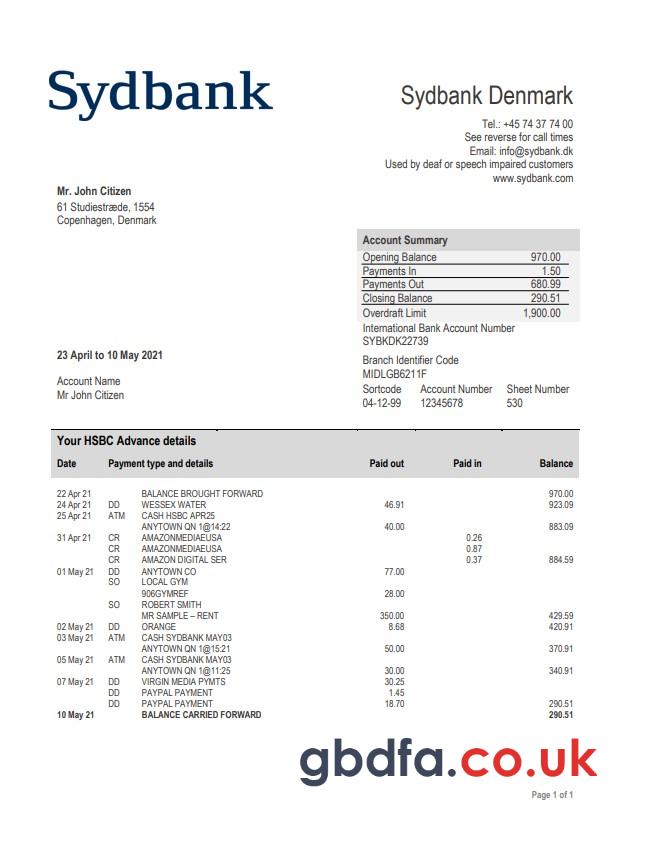 Sydbank
Sydbank Denmark
Tel.: +45 74 37 74 00
See reverse for call times
Email: info@sydbank.dk
Used by deaf or speech impaired customers
www.sydbank.com
Mr. John Citizen
61 Studiestræde, 1554
Copenhagen, Denmark
Account Summary
Opening Balance 970.00
Payments In 1.50
Payments Out 680.99
Closing Balance 290.51
Overdraft Limit 1,900.00
International Bank Account Number
SYBKDK22739
23 April to 10 May 2021
Branch Identifier Code
MIDLGB6211F
Account Name
Mr John Citizen
Sortcode Account Number Sheet Number
04-12-99 12345678 530
Your HSBC Advance details
Date Payment type and details Paid out Paid in Balance
22 Apr 21 BALANCE BROUGHT FORWARD 970.00
24 Apr 21 DD WESSEX WATER 46.91 923.09
25 Apr 21 ATM CASH HSBC APR25
ANYTOWN QN 1@14:22 40.00 883.09
31 Apr 21 CR AMAZONMEDIAEUSA 0.26
CR AMAZONMEDIAEUSA 0.87
CR AMAZON DIGITAL SER 0.37 884.59
01 May 21 DD ANYTOWN CO 77.00
SO LOCAL GYM
906GYMREF 28.00
SO ROBERT SMITH
MR SAMPLE – RENT 350.00 429.59
02 May 21 DD ORANGE 8.68 420.91
03 May 21 ATM CASH SYDBANK MAY03
ANYTOWN QN 1@15:21 50.00 370.91
05 May 21 ATM CASH SYDBANK MAY03
ANYTOWN QN 1@11:25 30.00 340.91
07 May 21 DD VIRGIN MEDIA PYMTS 30.25
DD PAYPAL PAYMENT 1.45
DD PAYPAL PAYMENT 18.70 290.51
10 May 21 BALANCE CARRIED FORWARD 290.51
gbdfa.co.uk
Page 1 of 1